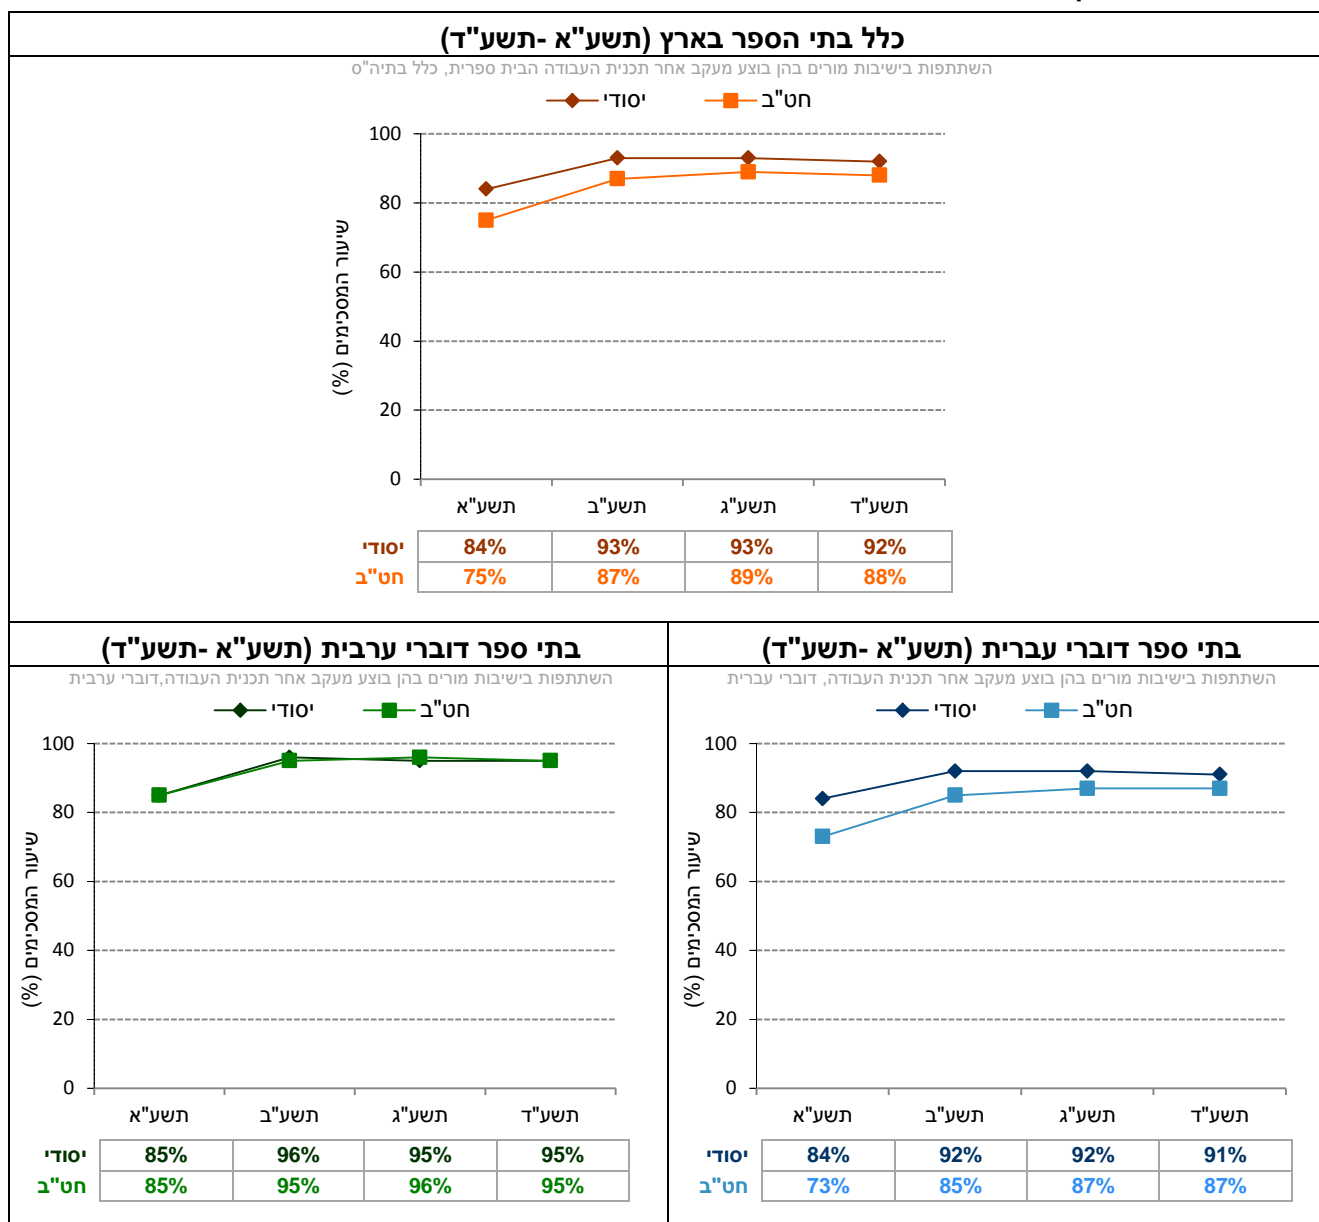 כלל בתי הספר בארץ (תשע"א -תשע"ד)
השתתפות בישיבות מורים בהן בוצע מעקב אחר תכנית העבודה הבית ספרית, כלל בתיה"ס
יסודי חט"ב
שיעור המסכימים (%)
100
80
60
40
20
0
תשע"א תשע"ב תשע"ג תשע"ד
יסודי 84% 93% 93% 92%
חט"ב 75% 87% 89% 88%
בתי ספר דוברי עברית (תשע"א -תשע"ד)
השתתפות בישיבות מורים בהן בוצע מעקב אחר תכנית העבודה, דוברי עברית
יסודי חט"ב
שיעור המסכימים (%)
100
80
60
40
20
0
תשע"א תשע"ב תשע"ג תשע"ד
יסודי 84% 92% 92% 91%
חט"ב 73% 85% 87% 87%
בתי ספר דוברי ערבית (תשע"א -תשע"ד)
השתתפות בישיבות מורים בהן בוצע מעקב אחר תכנית העבודה,דוברי ערבית
יסודי חט"ב
שיעור המסכימים (%)
100
80
60
40
20
0
תשע"א תשע"ב תשע"ג תשע"ד
יסודי 85% 96% 95% 95%
חט"ב 85% 95% 96% 95%